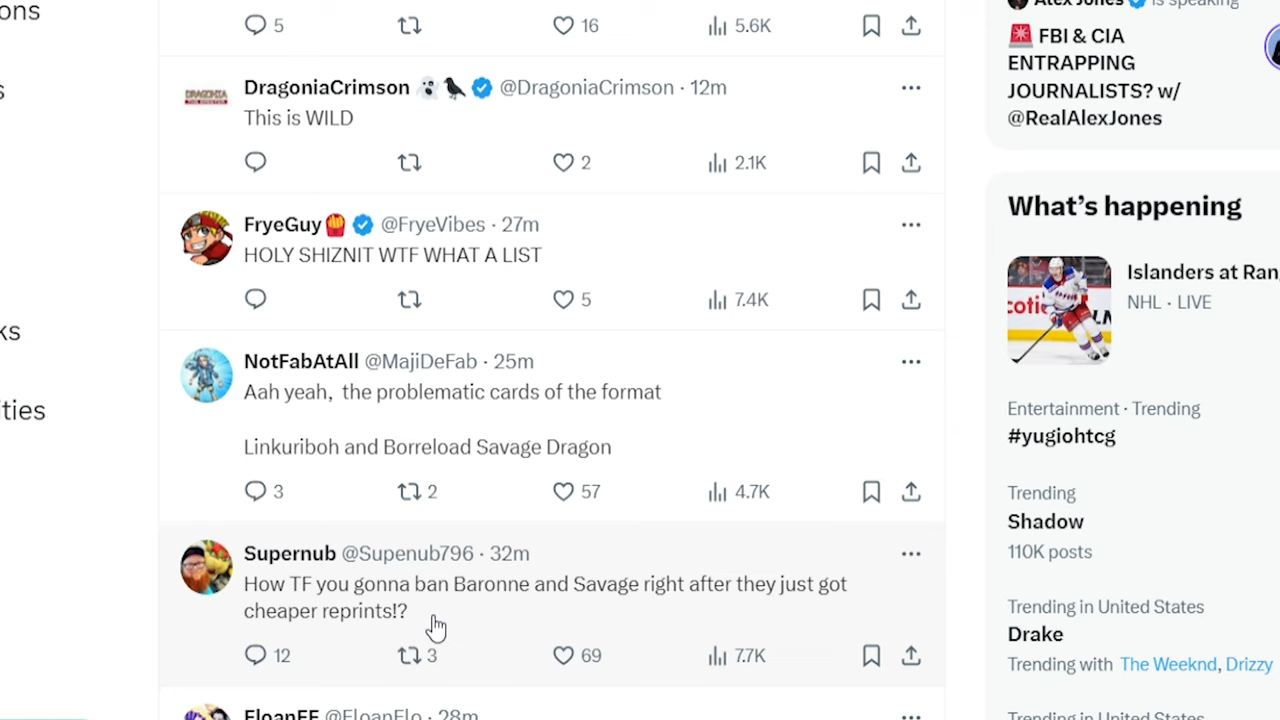 ons
s
ks
ities
5 16 5.6K
DragoniaCrimson @DragoniaCrimson · 12m
This is WILD
2 2.1K
FryeGuy @FryeVibes · 27m
HOLY SHIZNIT WTF WHAT A LIST
5 7.4K
NotFabAtAll @MajiDeFab · 25m
Aah yeah, the problematic cards of the format
Linkuriboh and Borreload Savage Dragon
3 2 57 4.7K
Supernub @Supenub796 · 32m
How TF you gonna ban Baronne and Savage right after they just got
cheaper reprints!?
12 3 69 7.7K
FloanFF @FloanFlo · 28m
Alex Jones is speaking
FBI & CIA
ENTRAPPING
JOURNALISTS? w/
@RealAlexJones
What's happening
Islanders at Ran
NHL · LIVE
Entertainment · Trending
#yugiohtcg
Trending
Shadow
110K posts
Trending in United States
Drake
Trending with The Weeknd, Drizzy
Trending in United States